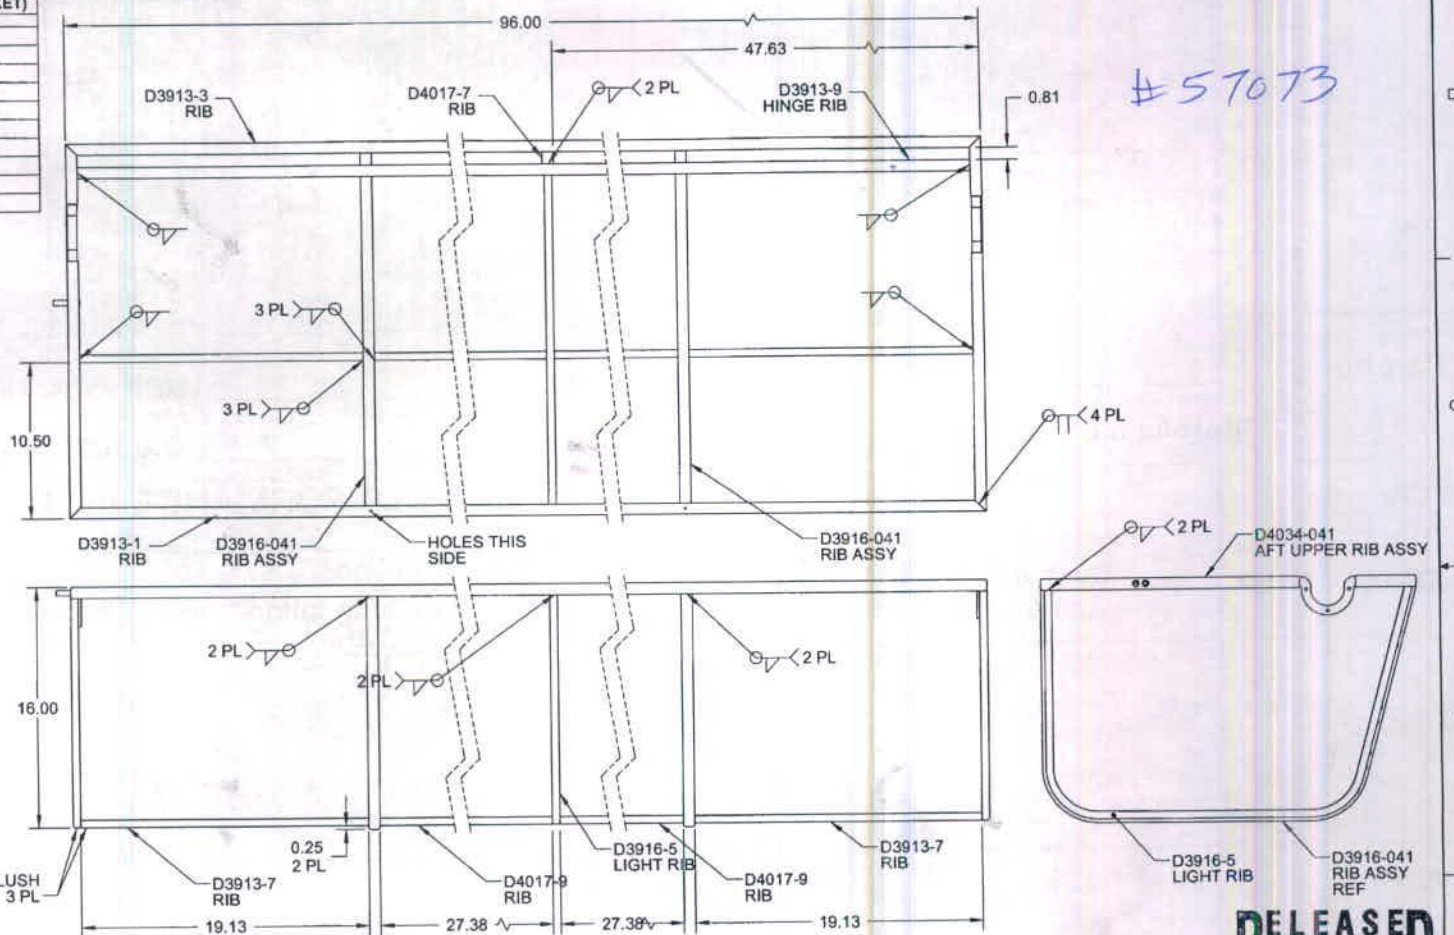 KET)
96.00
47.63
# 57073
D3913-3
RIB
D4017-7
RIB
2 PL
D3913-9
HINGE RIB
0.81
3 PL
3 PL
10.50
4 PL
D3913-1
RIB
D3916-041
RIB ASSY
HOLES THIS
SIDE
D3916-041
RIB ASSY
2 PL
D4034-041
AFT UPPER RIB ASSY
2 PL
2 PL
2 PL
16.00
0.25
2 PL
LUSH
3 PL
D3913-7
RIB
D4017-9
RIB
D3916-5
LIGHT RIB
D4017-9
RIB
D3913-7
RIB
D3916-5
LIGHT RIB
D3916-041
RIB ASSY
REF
19.13
27.38
27.38
19.13
RELEASED